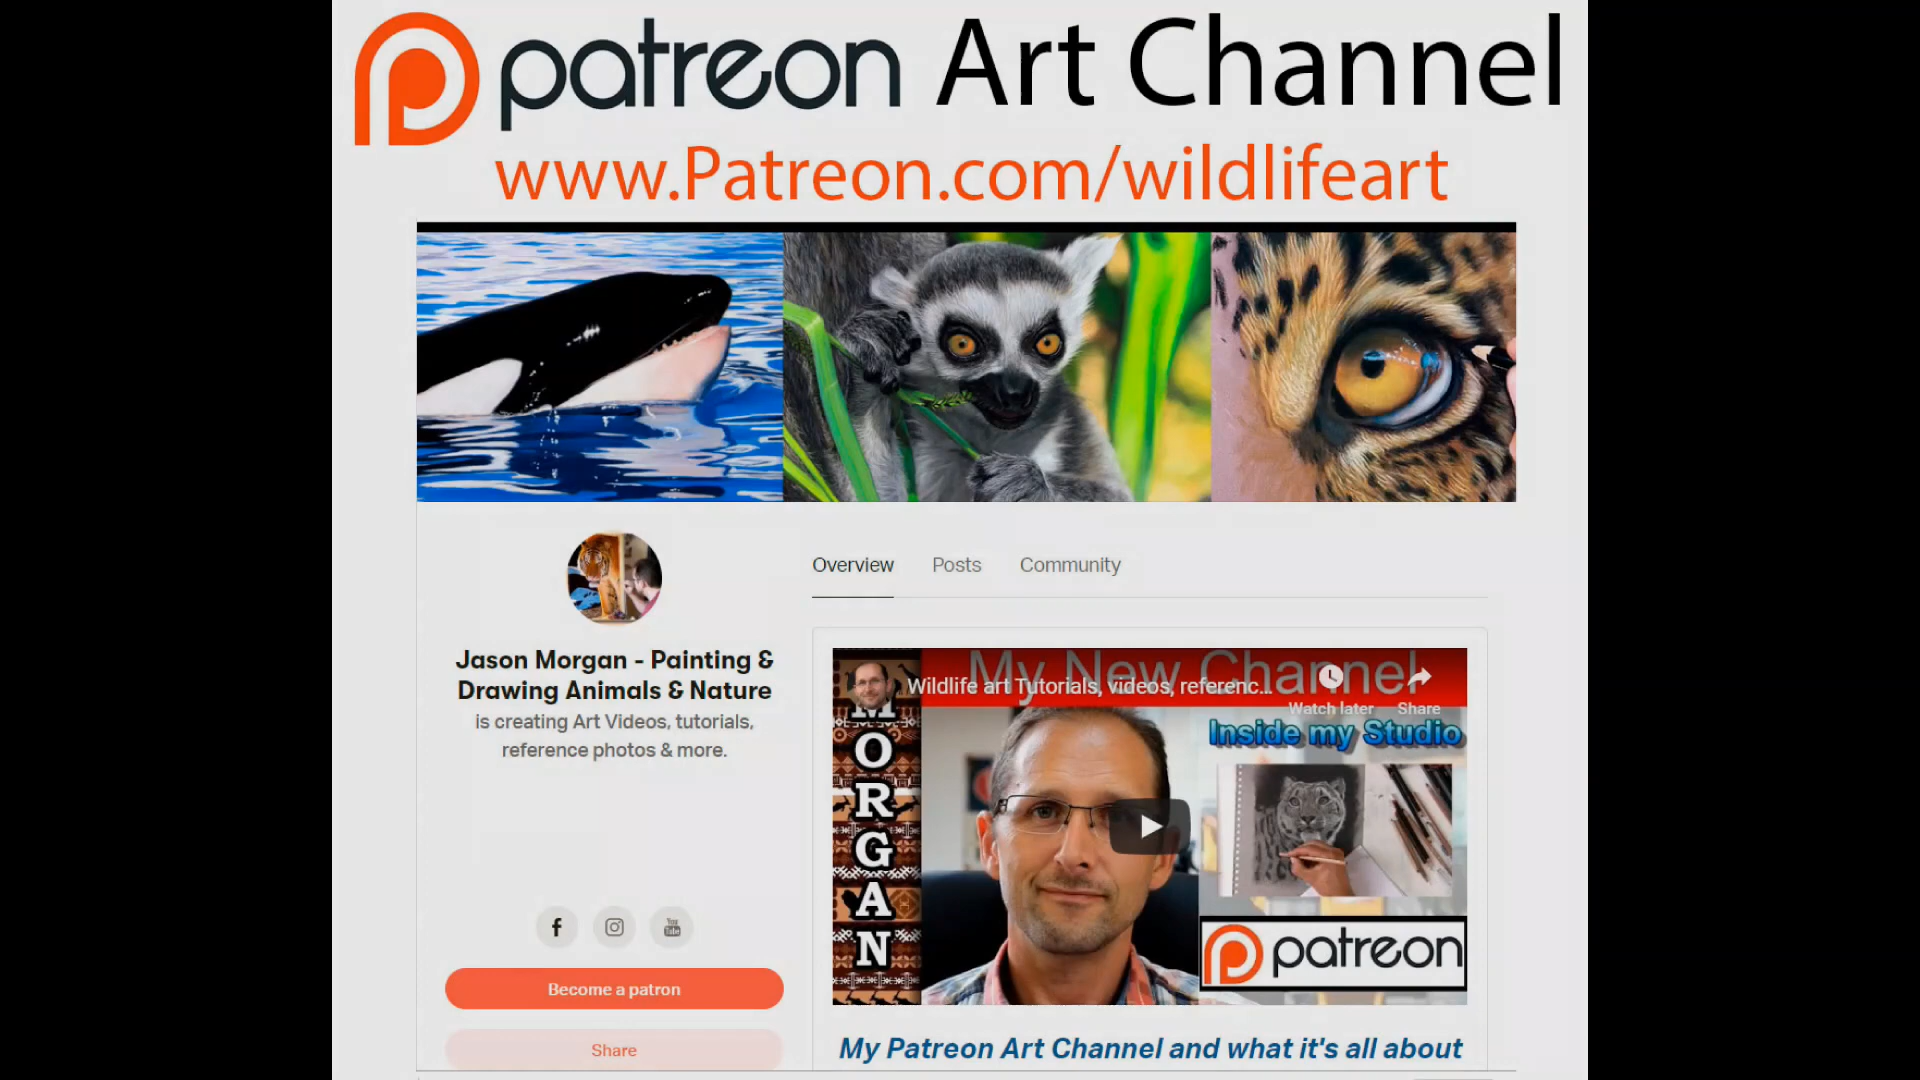 patreon Art Channel
www.Patreon.com/wildlifeart
Overview Posts Community
Jason Morgan - Painting &
Drawing Animals & Nature
is creating Art Videos, tutorials,
reference photos & more.
Become a patron
Share
My New Channel
Wildlife art Tutorials, videos, referenc...
Watch later Share
Inside my Studio
MORGAN
patreon
My Patreon Art Channel and what it's all about